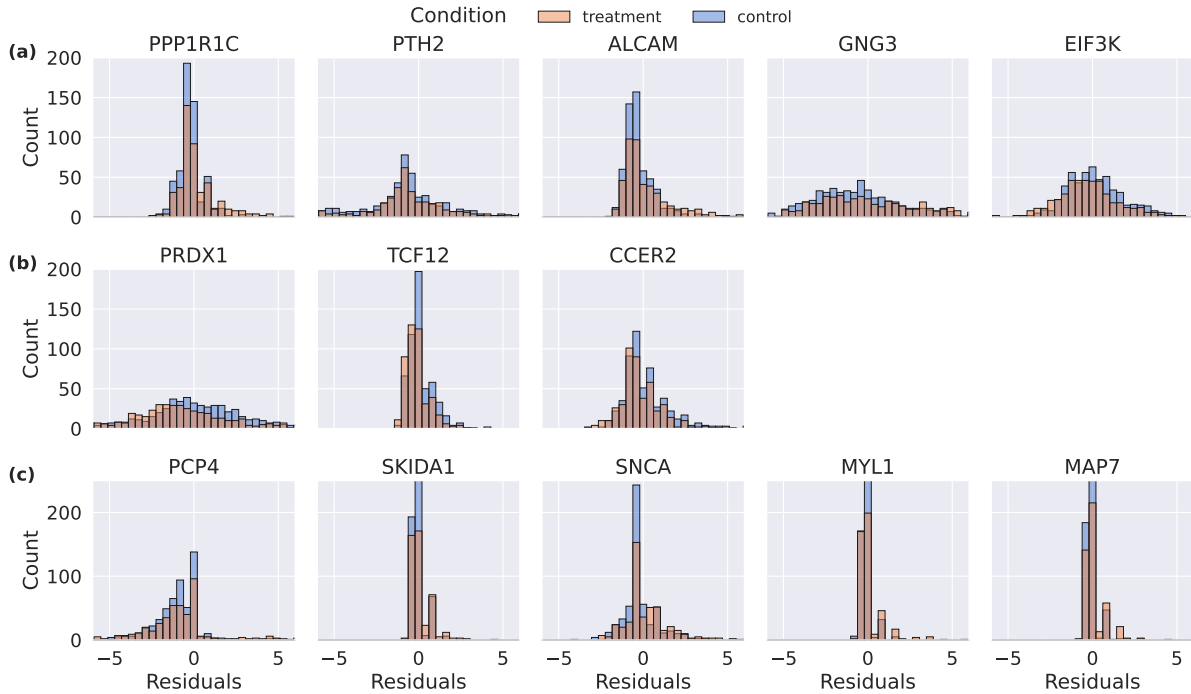 Condition treatment control
(a) PPP1R1C PTH2 ALCAM GNG3 EIF3K
200
150
100
50
0
Count
(b) PRDX1 TCF12 CCER2
200
150
100
50
0
Count
(c) PCP4 SKIDA1 SNCA MYL1 MAP7
200
100
0
Count
−5 0 5 −5 0 5 −5 0 5 −5 0 5 −5 0 5
Residuals Residuals Residuals Residuals Residuals